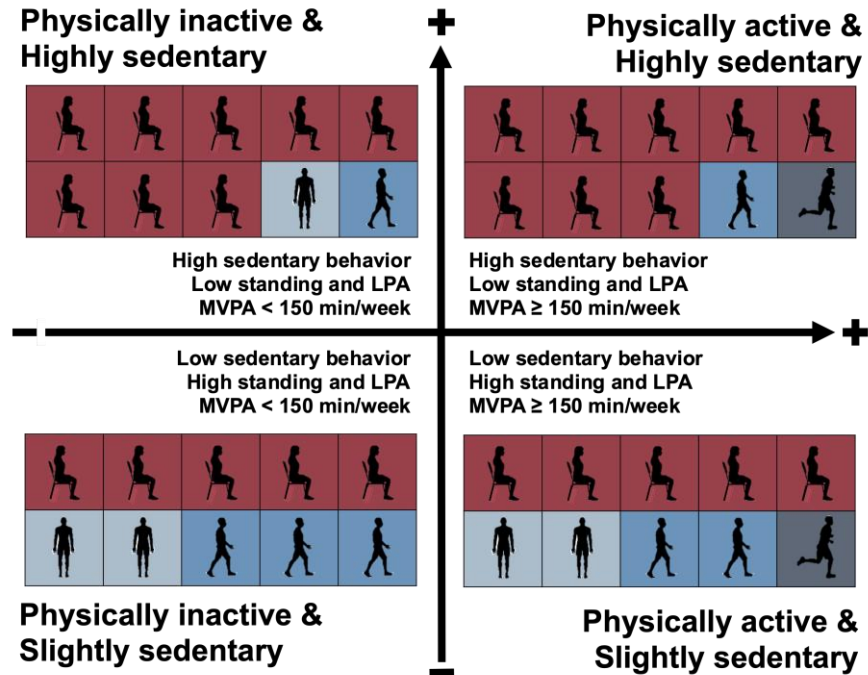 Physically inactive &
Highly sedentary
+
Physically active &
Highly sedentary
High sedentary behavior
Low standing and LPA
MVPA < 150 min/week
High sedentary behavior
Low standing and LPA
MVPA ≥ 150 min/week
+
Low sedentary behavior
High standing and LPA
MVPA < 150 min/week
Low sedentary behavior
High standing and LPA
MVPA ≥ 150 min/week
Physically inactive &
Slightly sedentary
Physically active &
Slightly sedentary
−